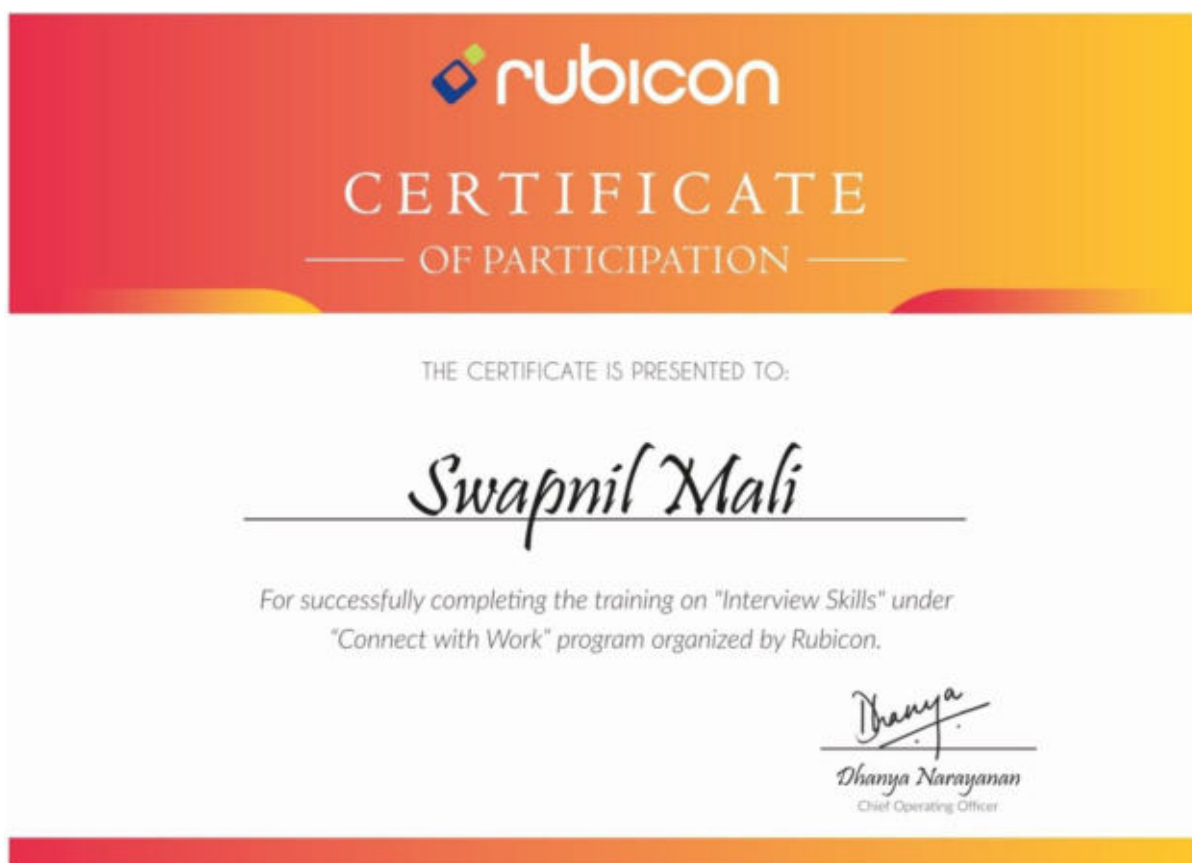 rubicon
CERTIFICATE
OF PARTICIPATION
THE CERTIFICATE IS PRESENTED TO:
Swapnil Mali
For successfully completing the training on "Interview Skills" under
"Connect with Work" program organized by Rubicon.
Dhanya
Dhanya Narayanan
Chief Operating Officer